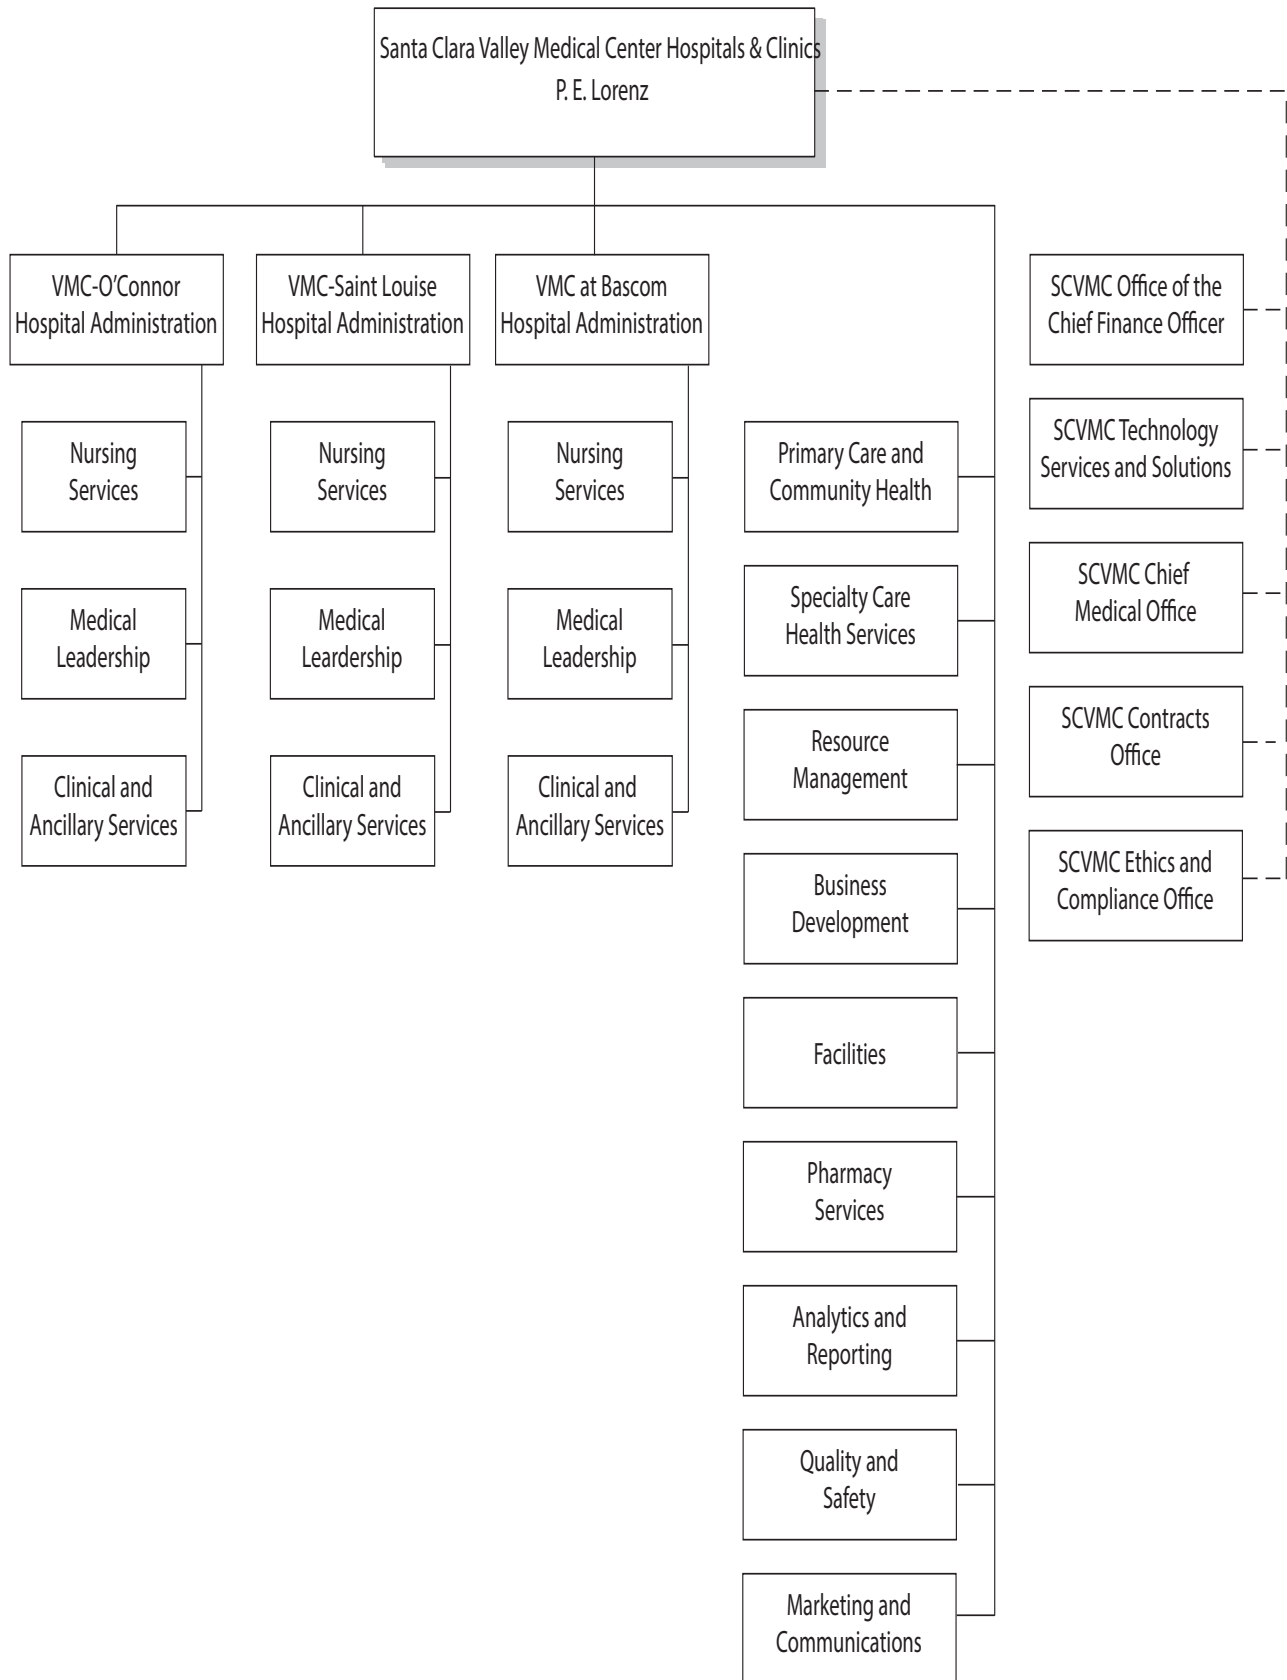 Santa Clara Valley Medical Center Hospitals & Clinics
P. E. Lorenz
VMC-O’Connor
Hospital Administration
Nursing
Services
Medical
Leadership
Clinical and
Ancillary Services
VMC-Saint Louise
Hospital Administration
Nursing
Services
Medical
Leardership
Clinical and
Ancillary Services
VMC at Bascom
Hospital Administration
Nursing
Services
Medical
Leadership
Clinical and
Ancillary Services
Primary Care and
Community Health
Specialty Care
Health Services
Resource
Management
Business
Development
Facilities
Pharmacy
Services
Analytics and
Reporting
Quality and
Safety
Marketing and
Communications
SCVMC Office of the
Chief Finance Officer
SCVMC Technology
Services and Solutions
SCVMC Chief
Medical Office
SCVMC Contracts
Office
SCVMC Ethics and
Compliance Office